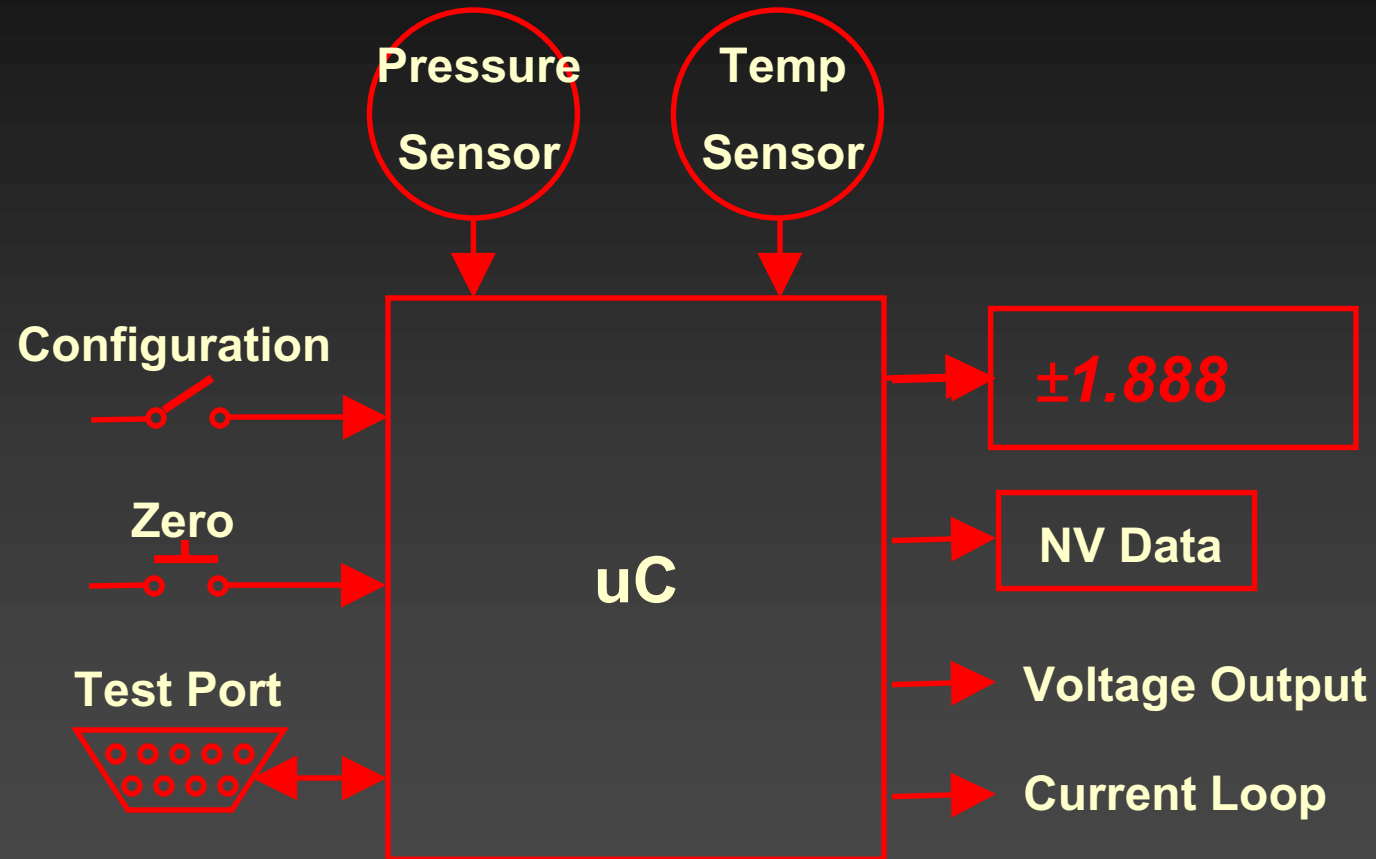 Pressure
Sensor
Temp
Sensor
Configuration
±1.888
Zero
NV Data
uC
Test Port
Voltage Output
Current Loop